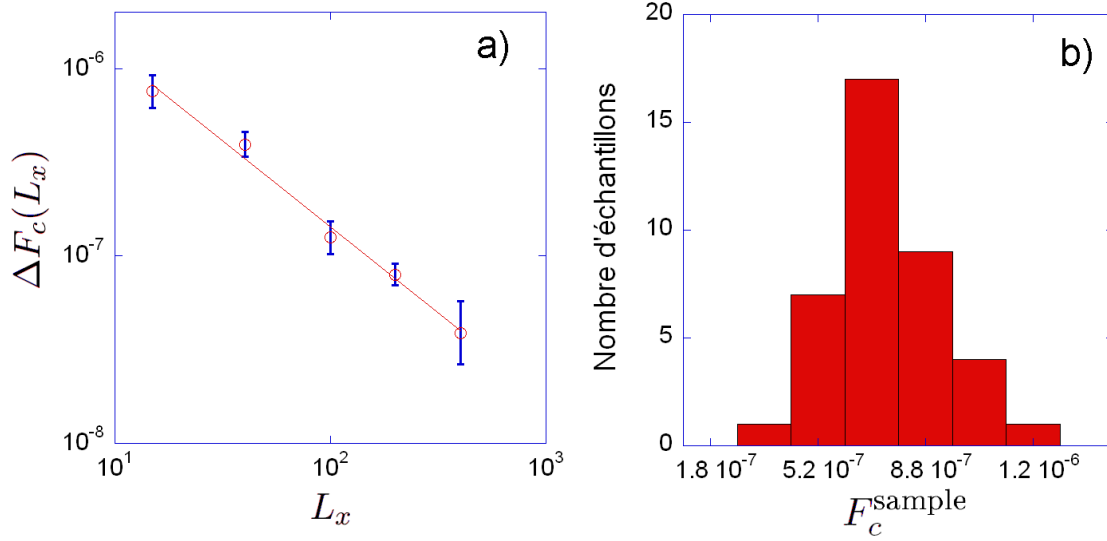 a)
10^-6
10^-7
10^-8
ΔF_c(L_x)
10^1
10^2
10^3
L_x
b)
20
15
10
5
0
Nombre d'échantillons
1.8 10^-7
5.2 10^-7
8.8 10^-7
1.2 10^-6
F_c^sample